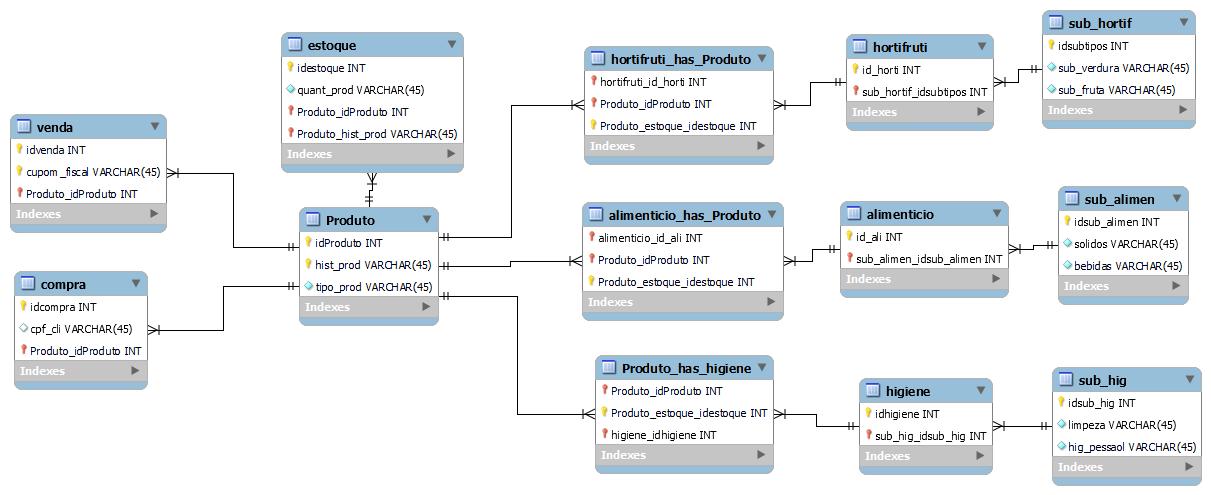 venda
idvenda INT
cupom _fiscal VARCHAR(45)
Produto_idProduto INT
Indexes
compra
idcompra INT
cpf_cli VARCHAR(45)
Produto_idProduto INT
Indexes
estoque
idestoque INT
quant_prod VARCHAR(45)
Produto_idProduto INT
Produto_hist_prod VARCHAR(45)
Indexes
Produto
idProduto INT
hist_prod VARCHAR(45)
tipo_prod VARCHAR(45)
Indexes
hortifruti_has_Produto
hortifruti_id_horti INT
Produto_idProduto INT
Produto_estoque_idestoque INT
Indexes
alimenticio_has_Produto
alimenticio_id_ali INT
Produto_idProduto INT
Produto_estoque_idestoque INT
Indexes
Produto_has_higiene
Produto_idProduto INT
Produto_estoque_idestoque INT
higiene_idhigiene INT
Indexes
hortifruti
id_horti INT
sub_hortif_idsubtipos INT
Indexes
alimenticio
id_ali INT
sub_alimen_idsub_alimen INT
Indexes
higiene
idhigiene INT
sub_hig_idsub_hig INT
Indexes
sub_hortif
idsubtipos INT
sub_verdura VARCHAR(45)
sub_fruta VARCHAR(45)
Indexes
sub_alimen
idsub_alimen INT
solidos VARCHAR(45)
bebidas VARCHAR(45)
Indexes
sub_hig
idsub_hig INT
limpeza VARCHAR(45)
hig_pessaol VARCHAR(45)
Indexes